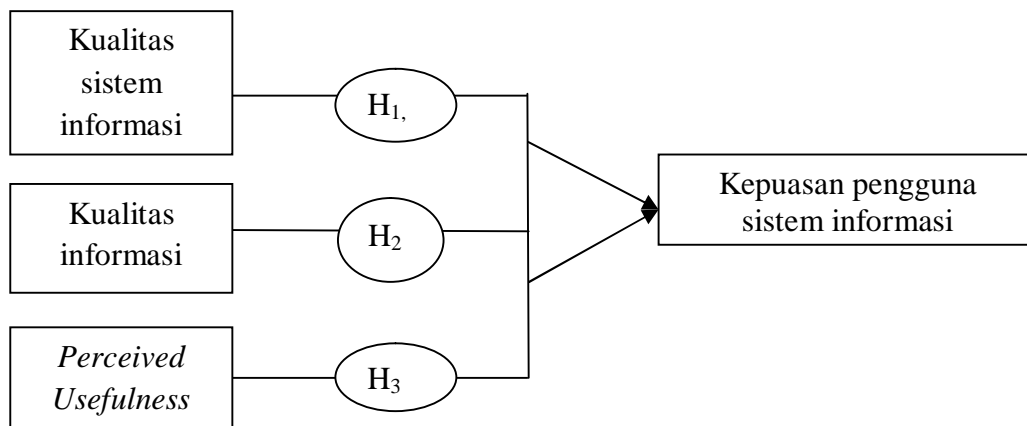 Kualitas
sistem
informasi
H1,
Kualitas
informasi
H2
Perceived
Usefulness
H3
Kepuasan pengguna
sistem informasi